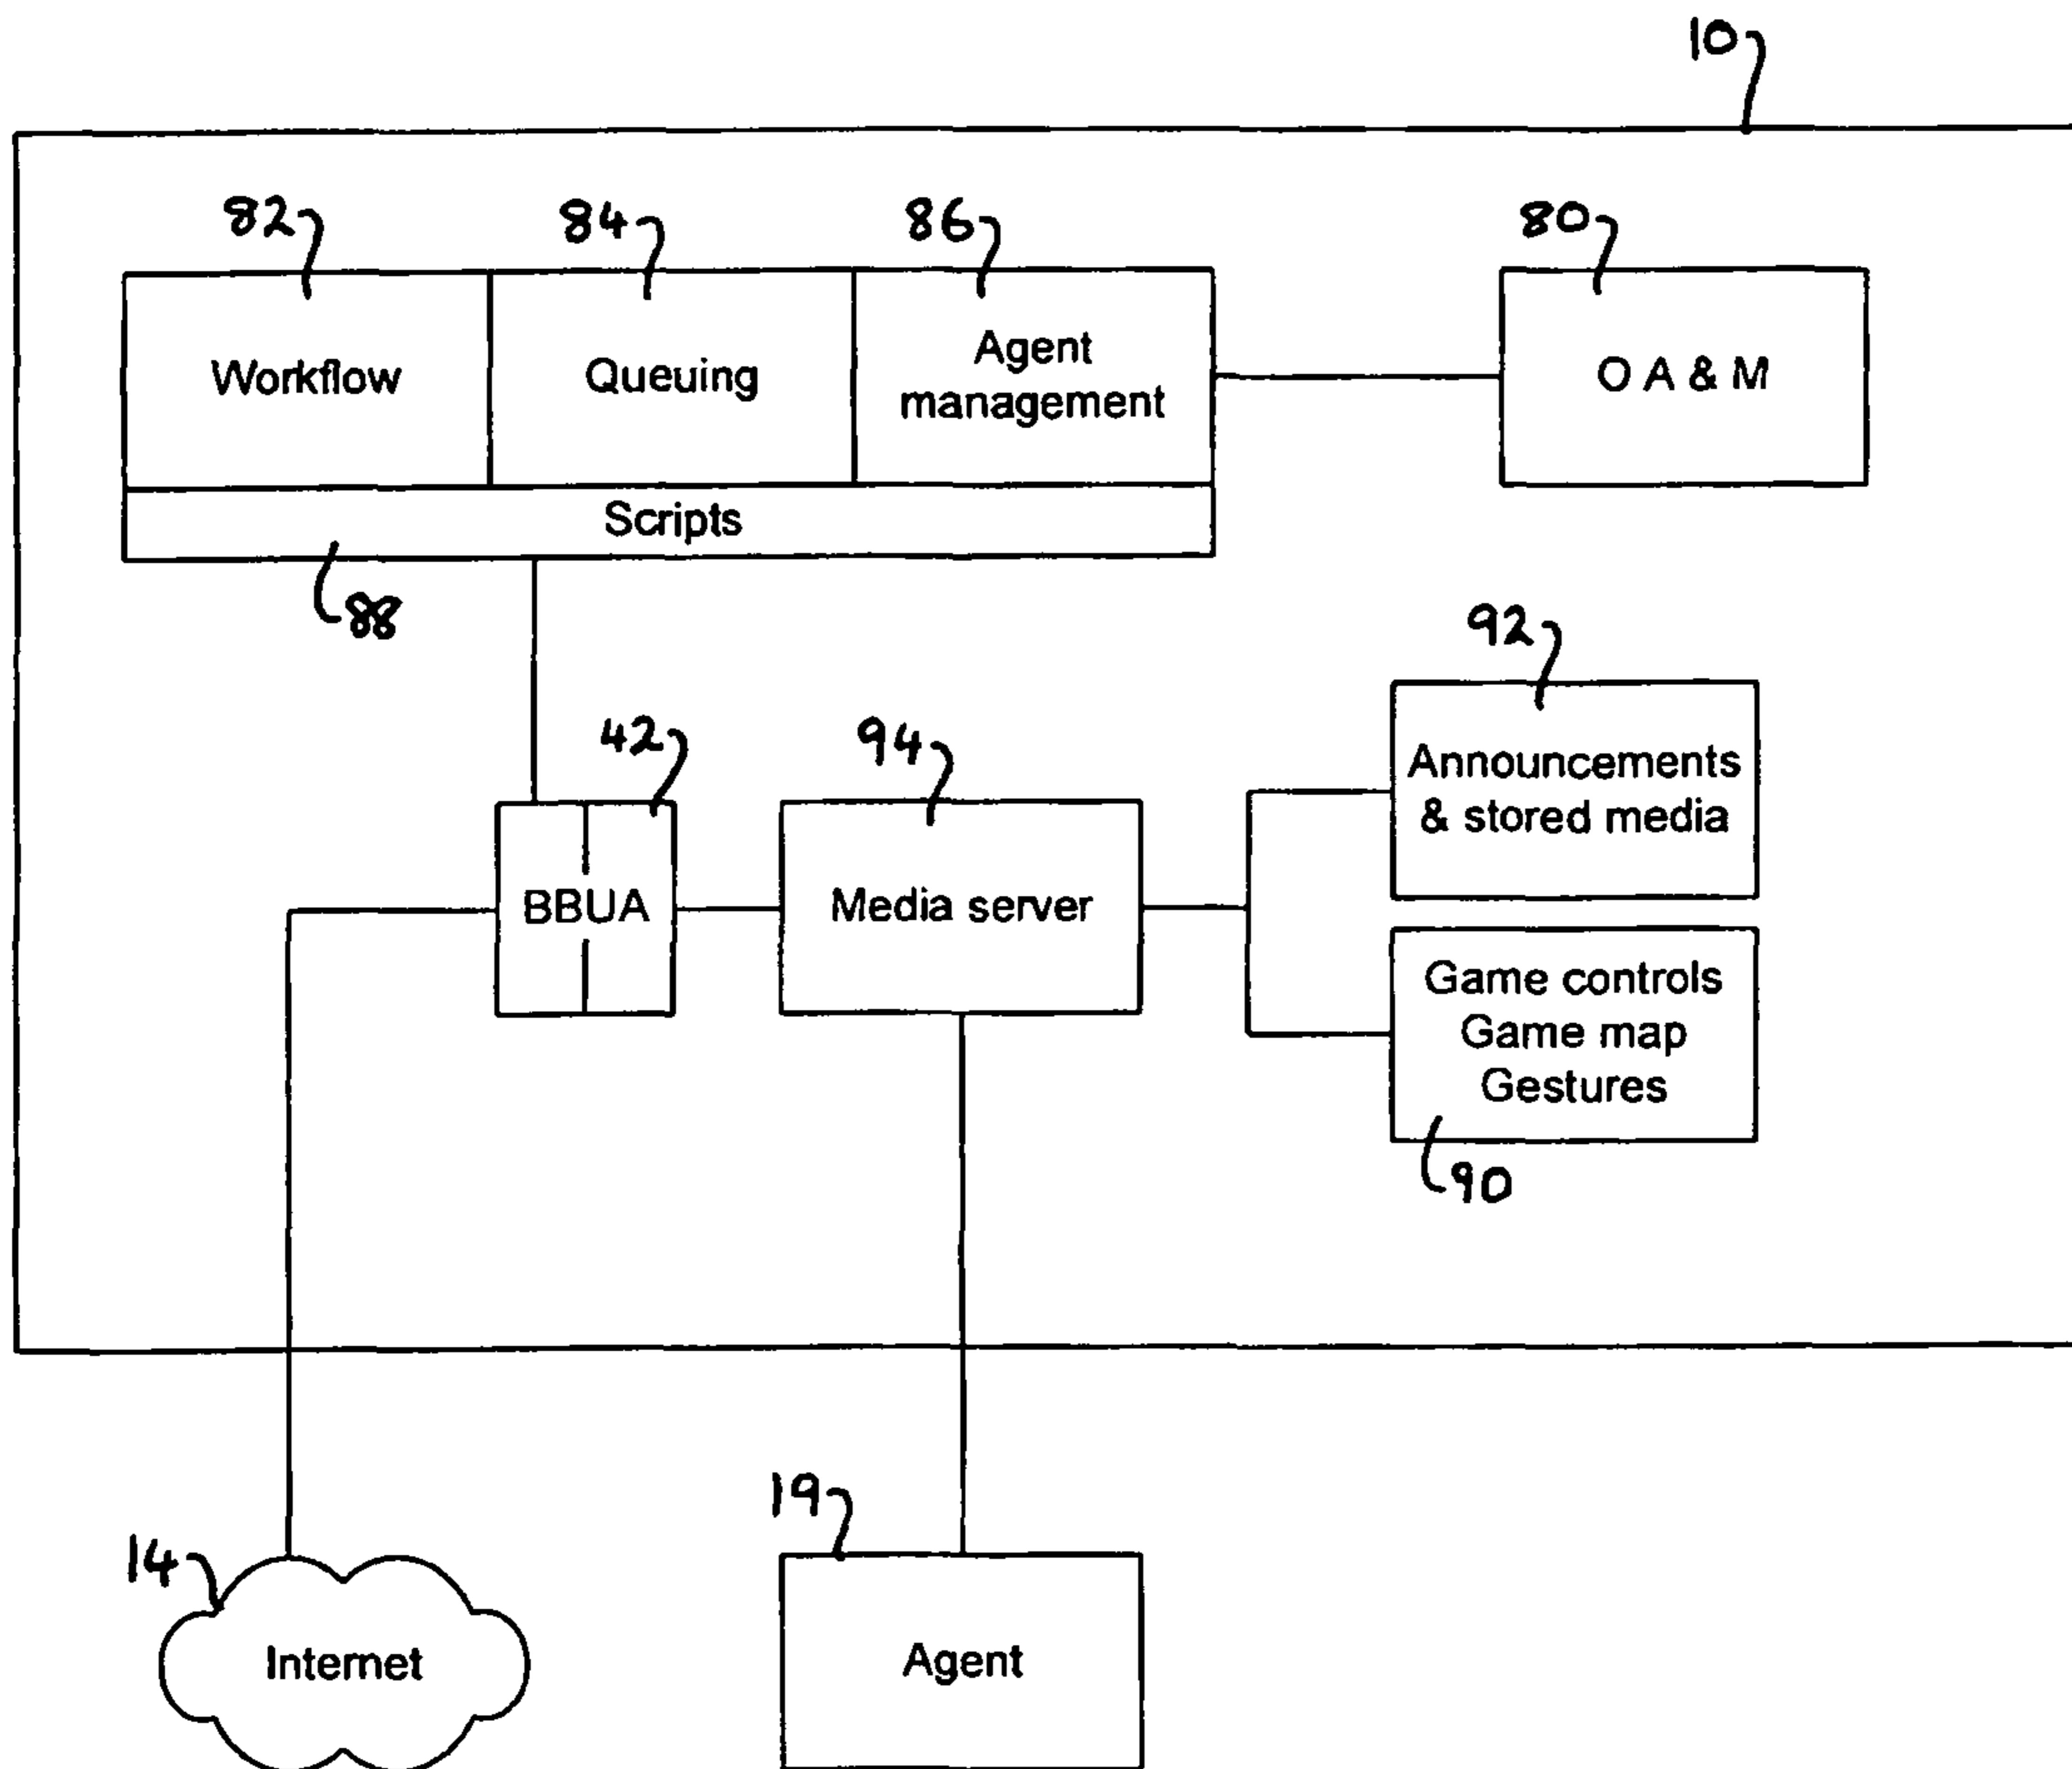 10
82
84
86
80
Workflow
Queuing
Agent
management
O A & M
Scripts
88
92
42
94
Announcements
& stored media
BBUA
Media server
Game controls
Game map
Gestures
90
19
14
Internet
Agent